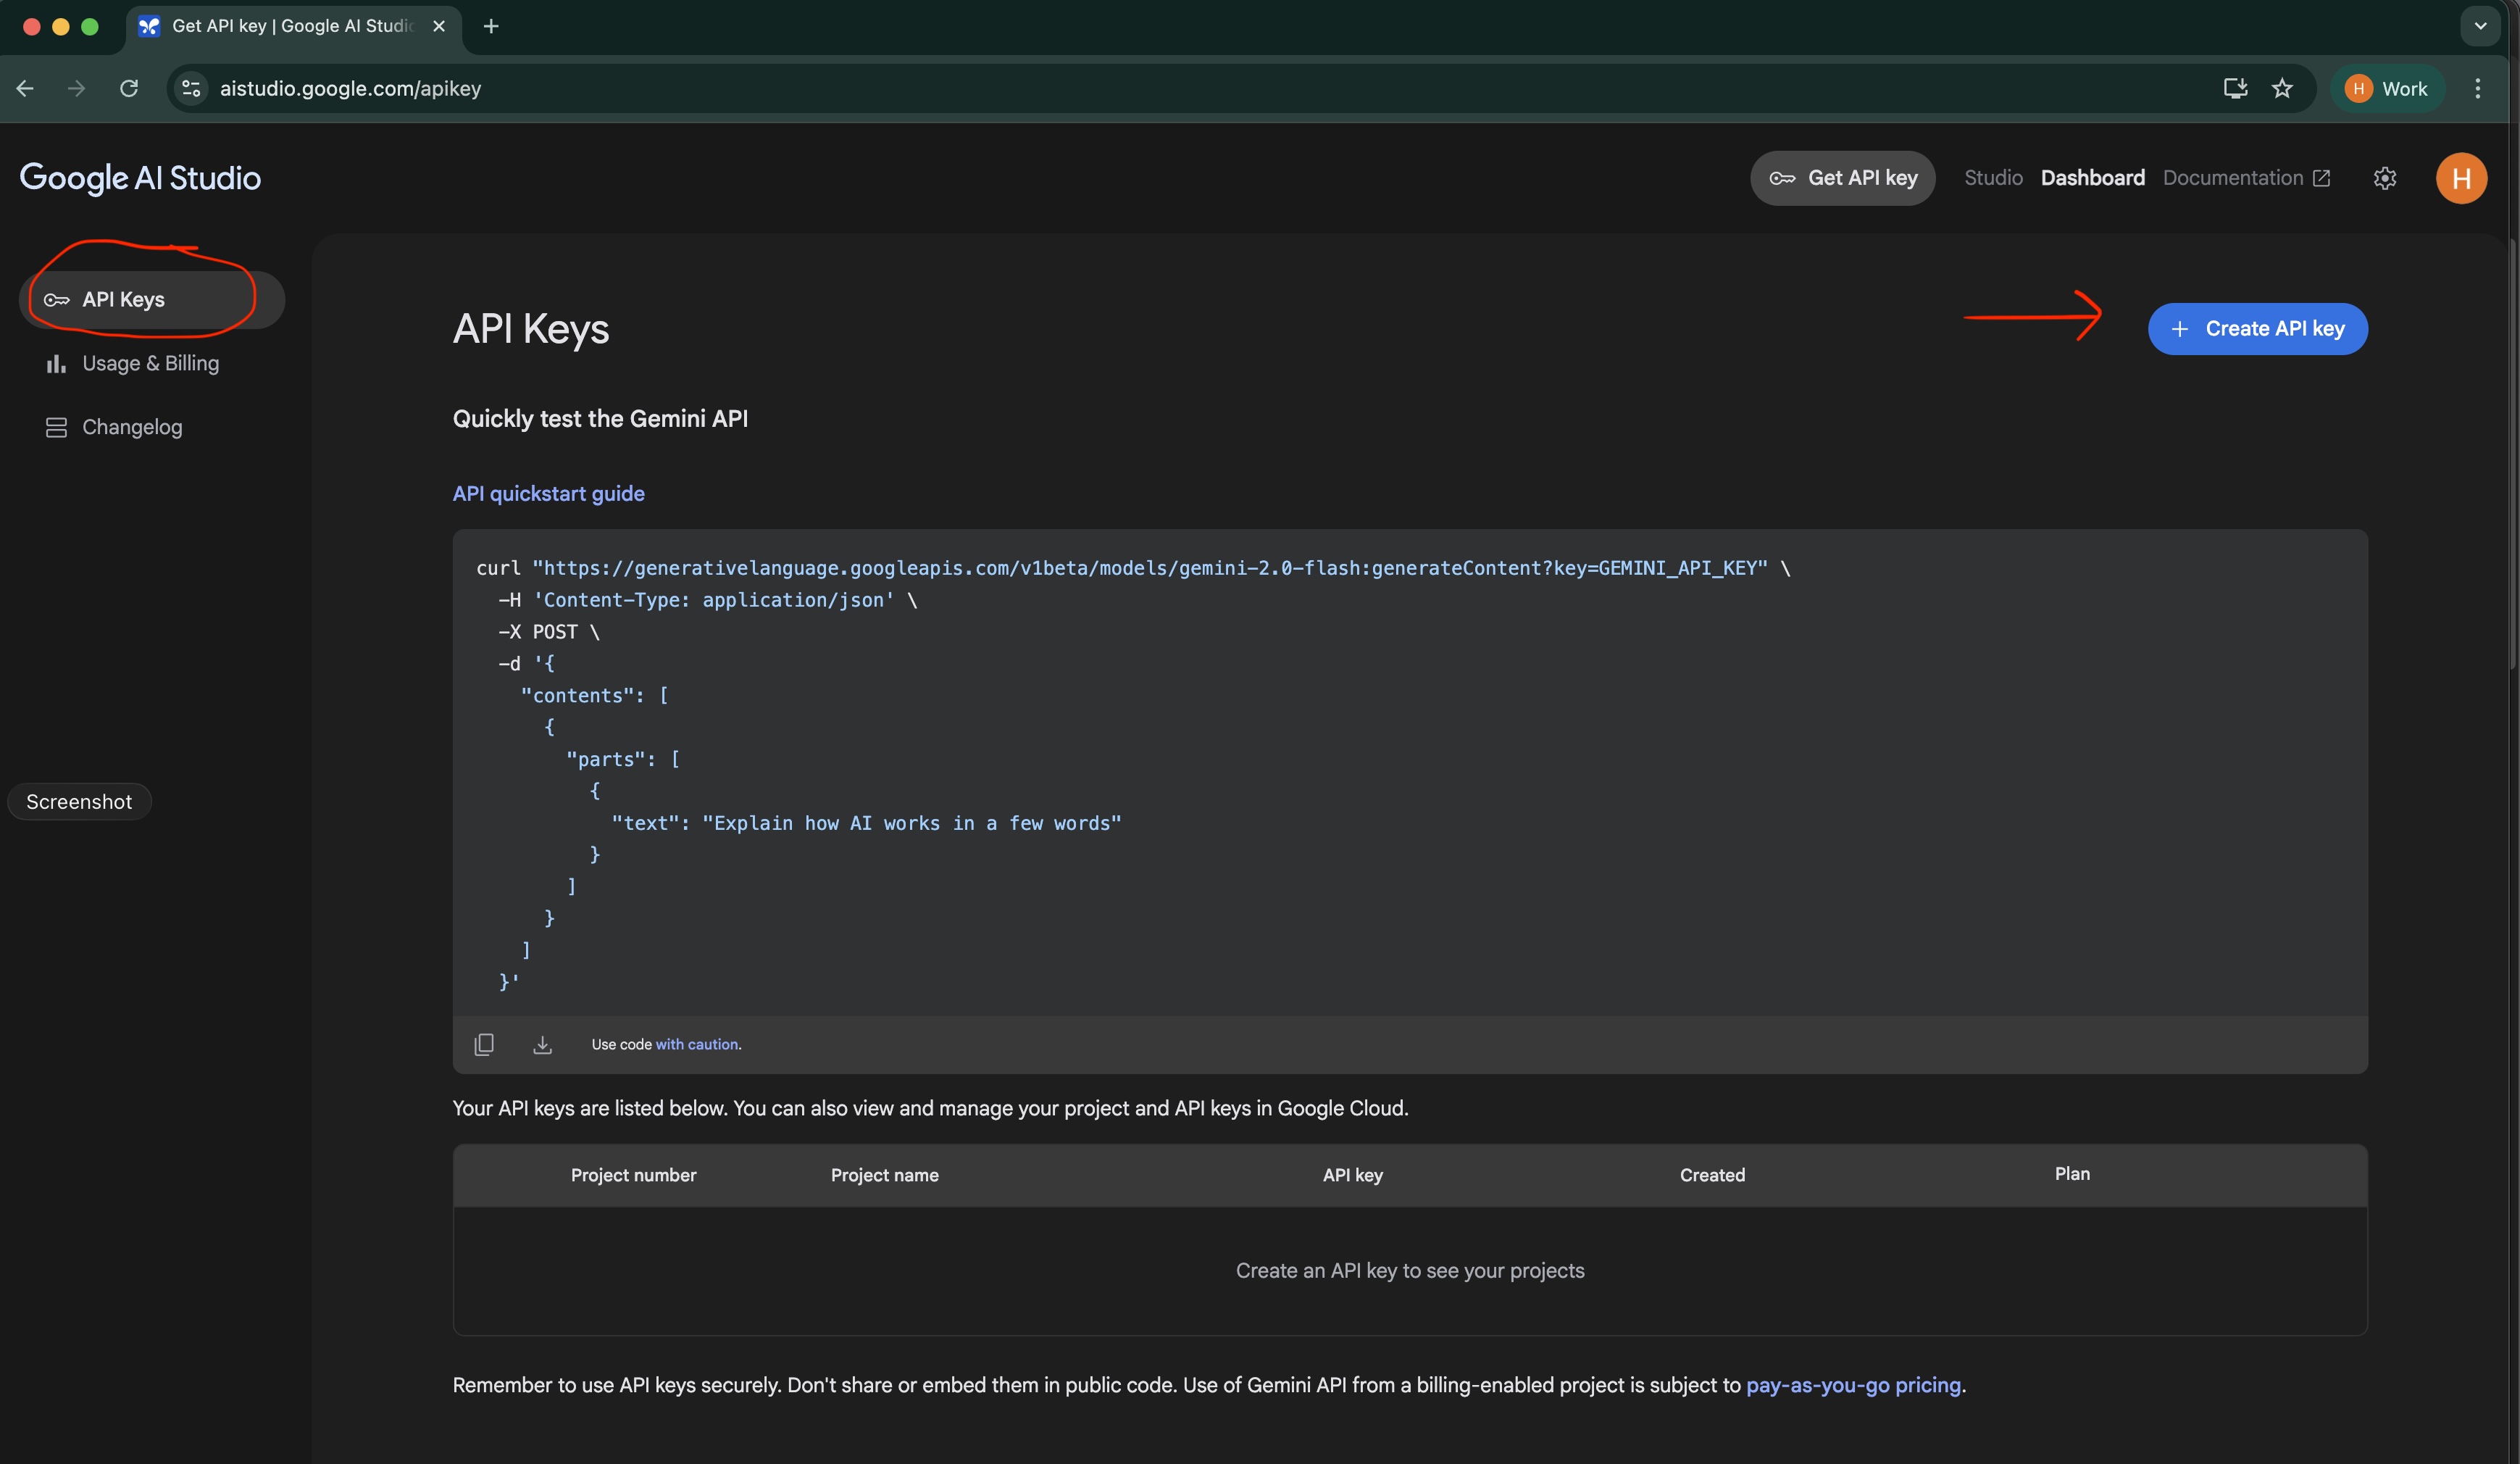 Get API key | Google AI Studio
aistudio.google.com/apikey
H Work
Google AI Studio
Get API key
Studio
Dashboard
Documentation
H
API Keys
Usage & Billing
Changelog
Screenshot
API Keys
Create API key
Quickly test the Gemini API
API quickstart guide
curl "https://generativelanguage.googleapis.com/v1beta/models/gemini-2.0-flash:generateContent?key=GEMINI_API_KEY" \
  -H 'Content-Type: application/json' \
  -X POST \
  -d '{
    "contents": [
      {
        "parts": [
          {
            "text": "Explain how AI works in a few words"
          }
        ]
      }
    ]
  }'
Use code with caution.
Your API keys are listed below. You can also view and manage your project and API keys in Google Cloud.
Project number Project name API key Created Plan
Create an API key to see your projects
Remember to use API keys securely. Don't share or embed them in public code. Use of Gemini API from a billing-enabled project is subject to pay-as-you-go pricing.